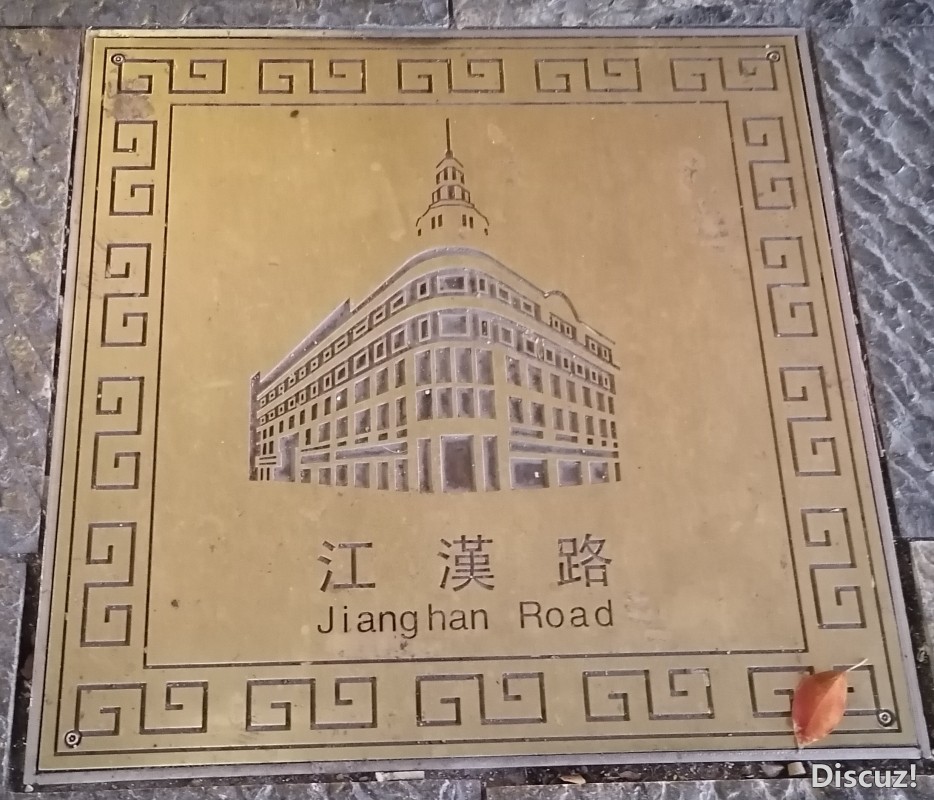 江漢路
Jianghan Road
Discuz!